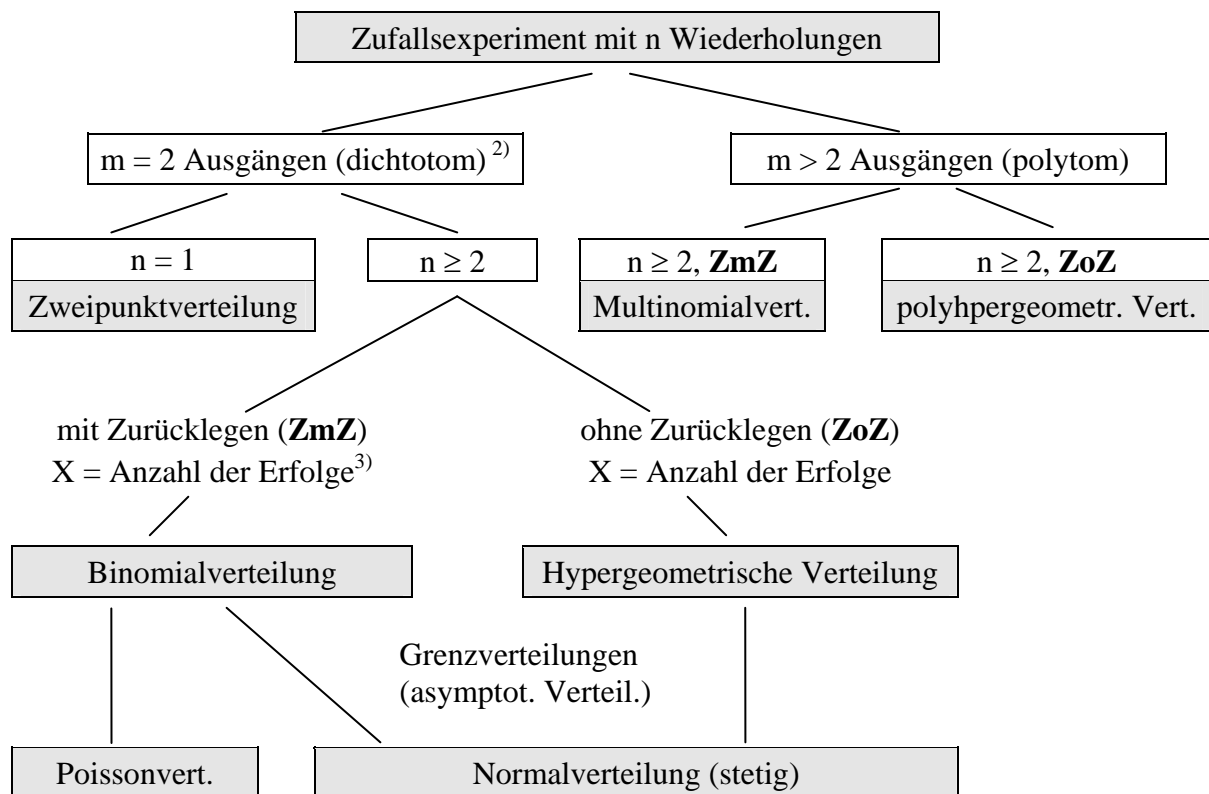 Zufallsexperiment mit n Wiederholungen
m = 2 Ausgängen (dichtotom) 2)
m > 2 Ausgängen (polytom)
n = 1
Zweipunktverteilung
n ≥ 2
n ≥ 2, ZmZ
Multinomialvert.
n ≥ 2, ZoZ
polyhpergeometr. Vert.
mit Zurücklegen (ZmZ)
X = Anzahl der Erfolge3)
ohne Zurücklegen (ZoZ)
X = Anzahl der Erfolge
Binomialverteilung
Hypergeometrische Verteilung
Grenzverteilungen
(asymptot. Verteil.)
Poissonvert.
Normalverteilung (stetig)